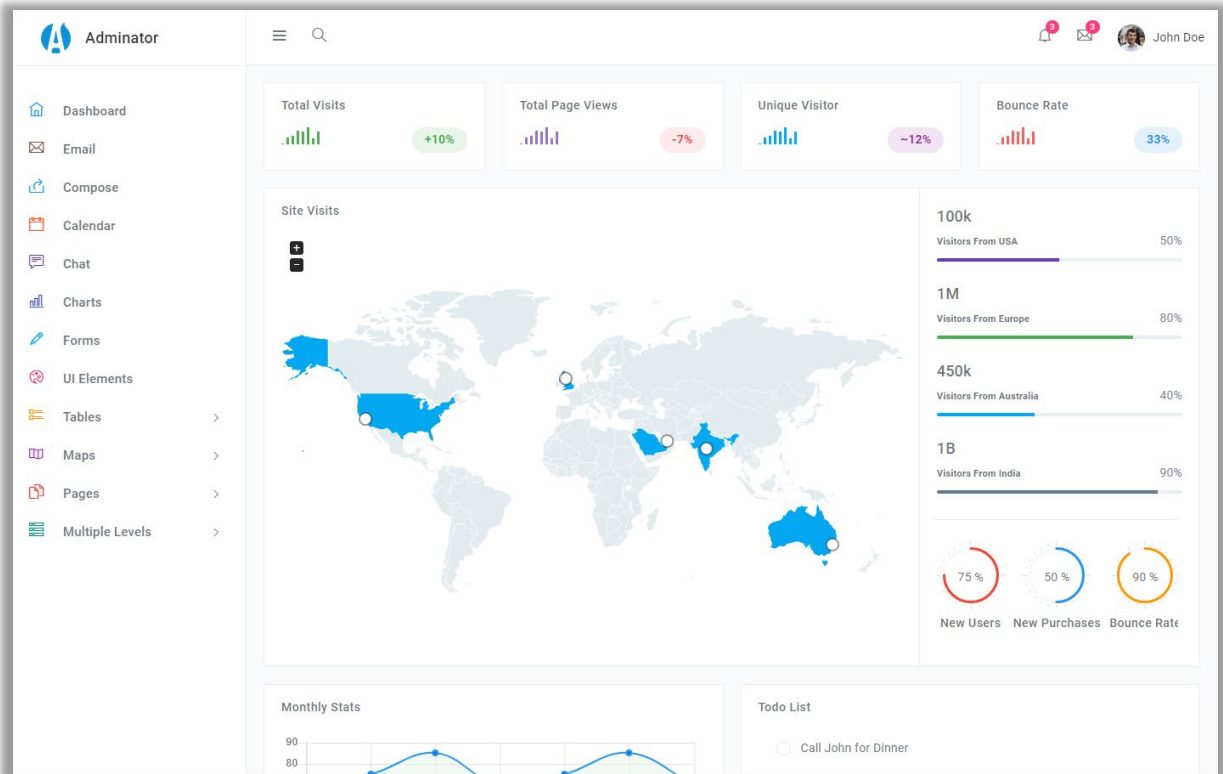 Adminator
3
3
John Doe
Dashboard
Email
Compose
Calendar
Chat
Charts
Forms
UI Elements
Tables
Maps
Pages
Multiple Levels
Total Visits
+10%
Total Page Views
-7%
Unique Visitor
~12%
Bounce Rate
33%
Site Visits
+
−
100k
Visitors From USA 50%
1M
Visitors From Europe 80%
450k
Visitors From Australia 40%
1B
Visitors From India 90%
75 % 50 % 90 %
New Users New Purchases Bounce Rate
Monthly Stats
90
80
Todo List
Call John for Dinner